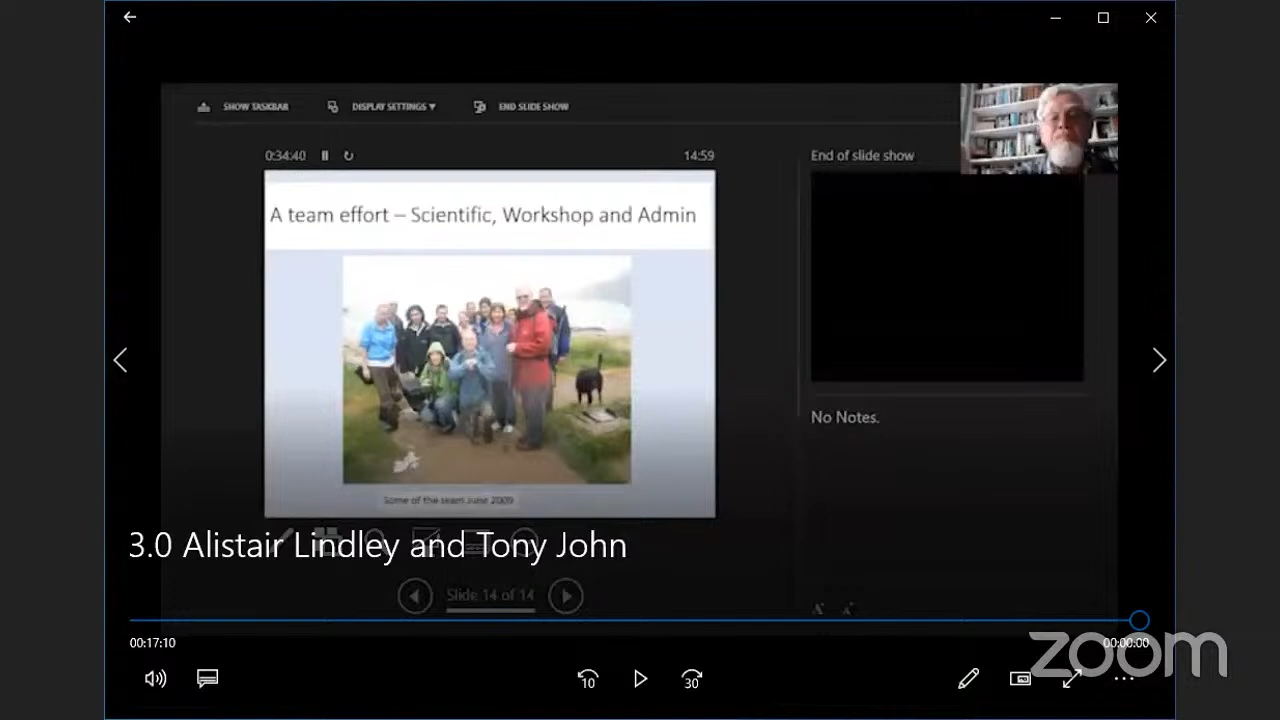 SHOW TASKBAR
DISPLAY SETTINGS ▾
END SLIDE SHOW
0:34:40
14:59
End of slide show
A team effort – Scientific, Workshop and Admin
No Notes.
Some of the team June 2009
3.0 Alistair Lindley and Tony John
Slide 14 of 14
A A
00:17:10
00:00:00
zoom
10
30